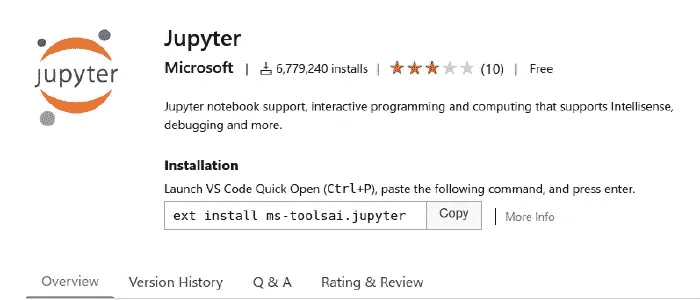 Jupyter
jupyter
Microsoft | 6,779,240 installs | (10) | Free
Jupyter notebook support, interactive programming and computing that supports Intellisense,
debugging and more.
Installation
Launch VS Code Quick Open (Ctrl+P), paste the following command, and press enter.
ext install ms-toolsai.jupyter Copy | More Info
Overview Version History Q & A Rating & Review